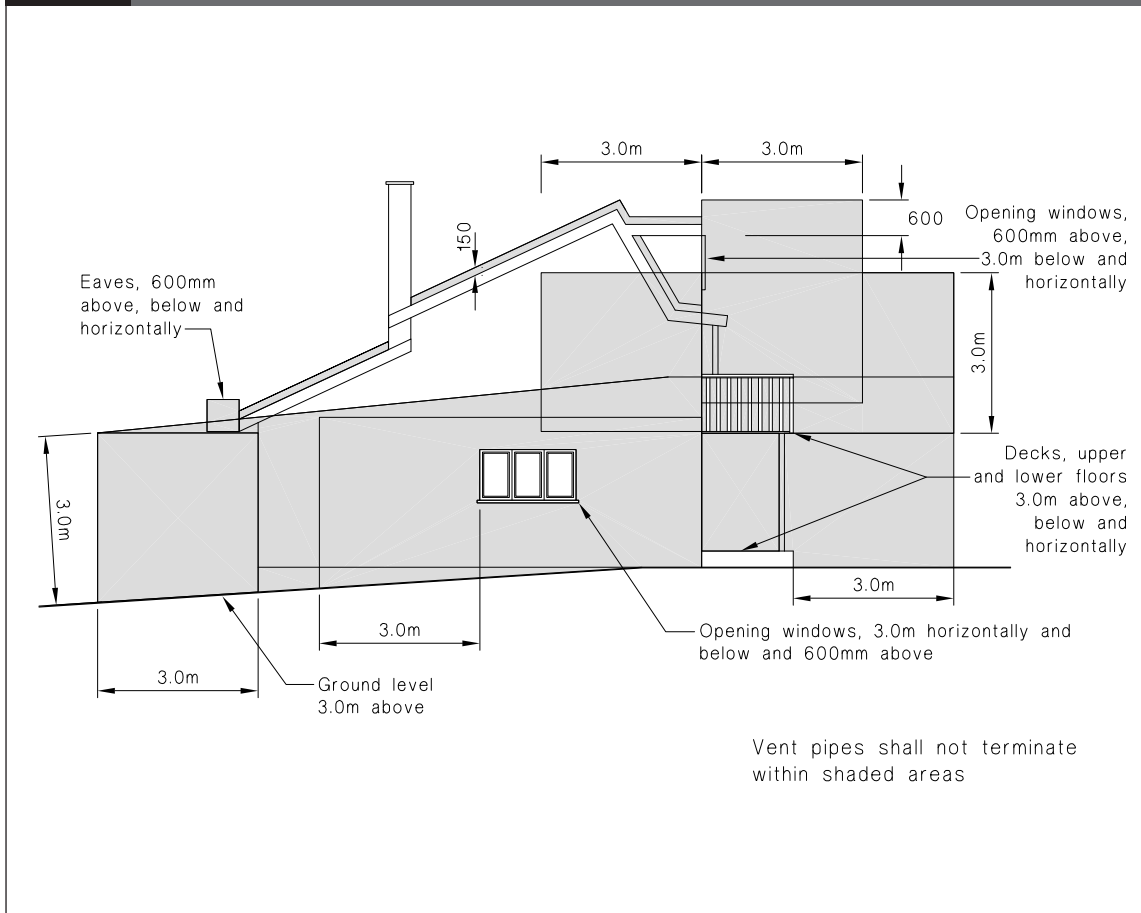 3.0m
3.0m
600
Opening windows,
600mm above,
3.0m below and
horizontally
150
Eaves, 600mm
above, below and
horizontally
3.0m
3.0m
Decks, upper
and lower floors
3.0m above,
below and
horizontally
3.0m
3.0m
Opening windows, 3.0m horizontally and
below and 600mm above
3.0m
Ground level
3.0m above
Vent pipes shall not terminate
within shaded areas